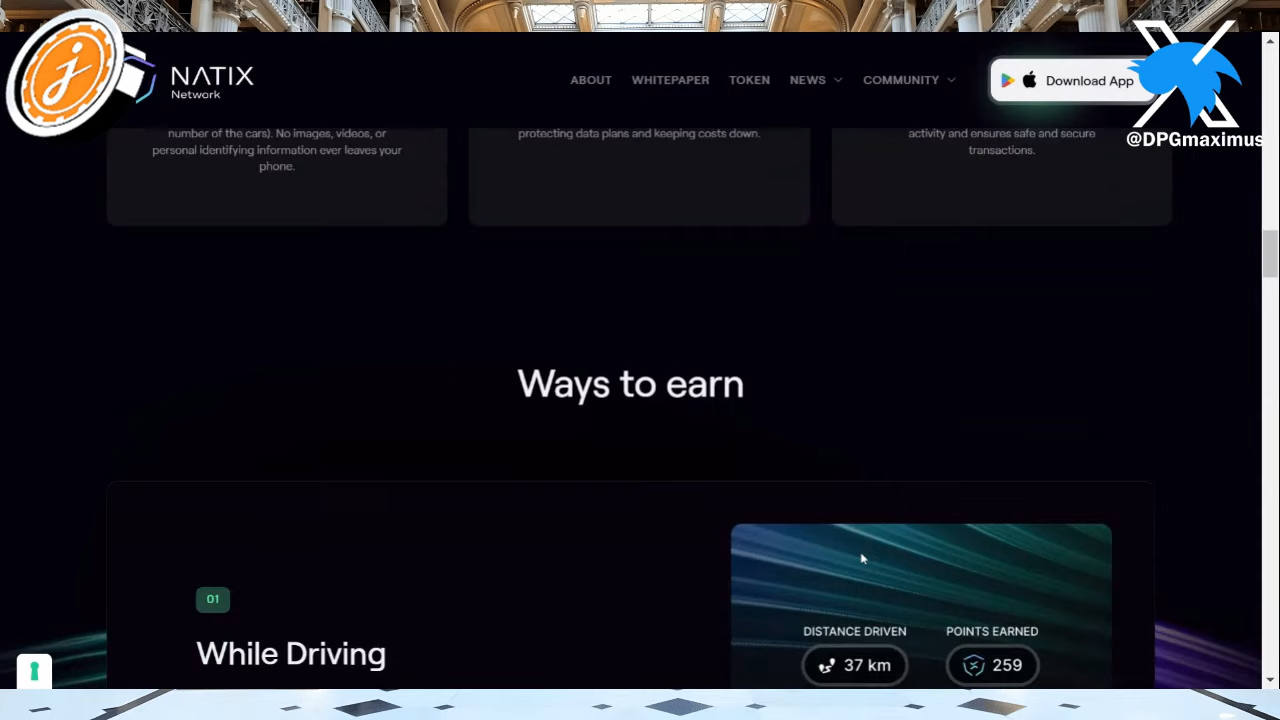 NATIX
Network
ABOUT
WHITEPAPER
TOKEN
NEWS
COMMUNITY
Download App
@DPGmaximus
number of the cars). No images, videos, or
personal identifying information ever leaves your
phone.
protecting data plans and keeping costs down.
activity and ensures safe and secure
transactions.
Ways to earn
01
While Driving
DISTANCE DRIVEN
37 km
POINTS EARNED
259